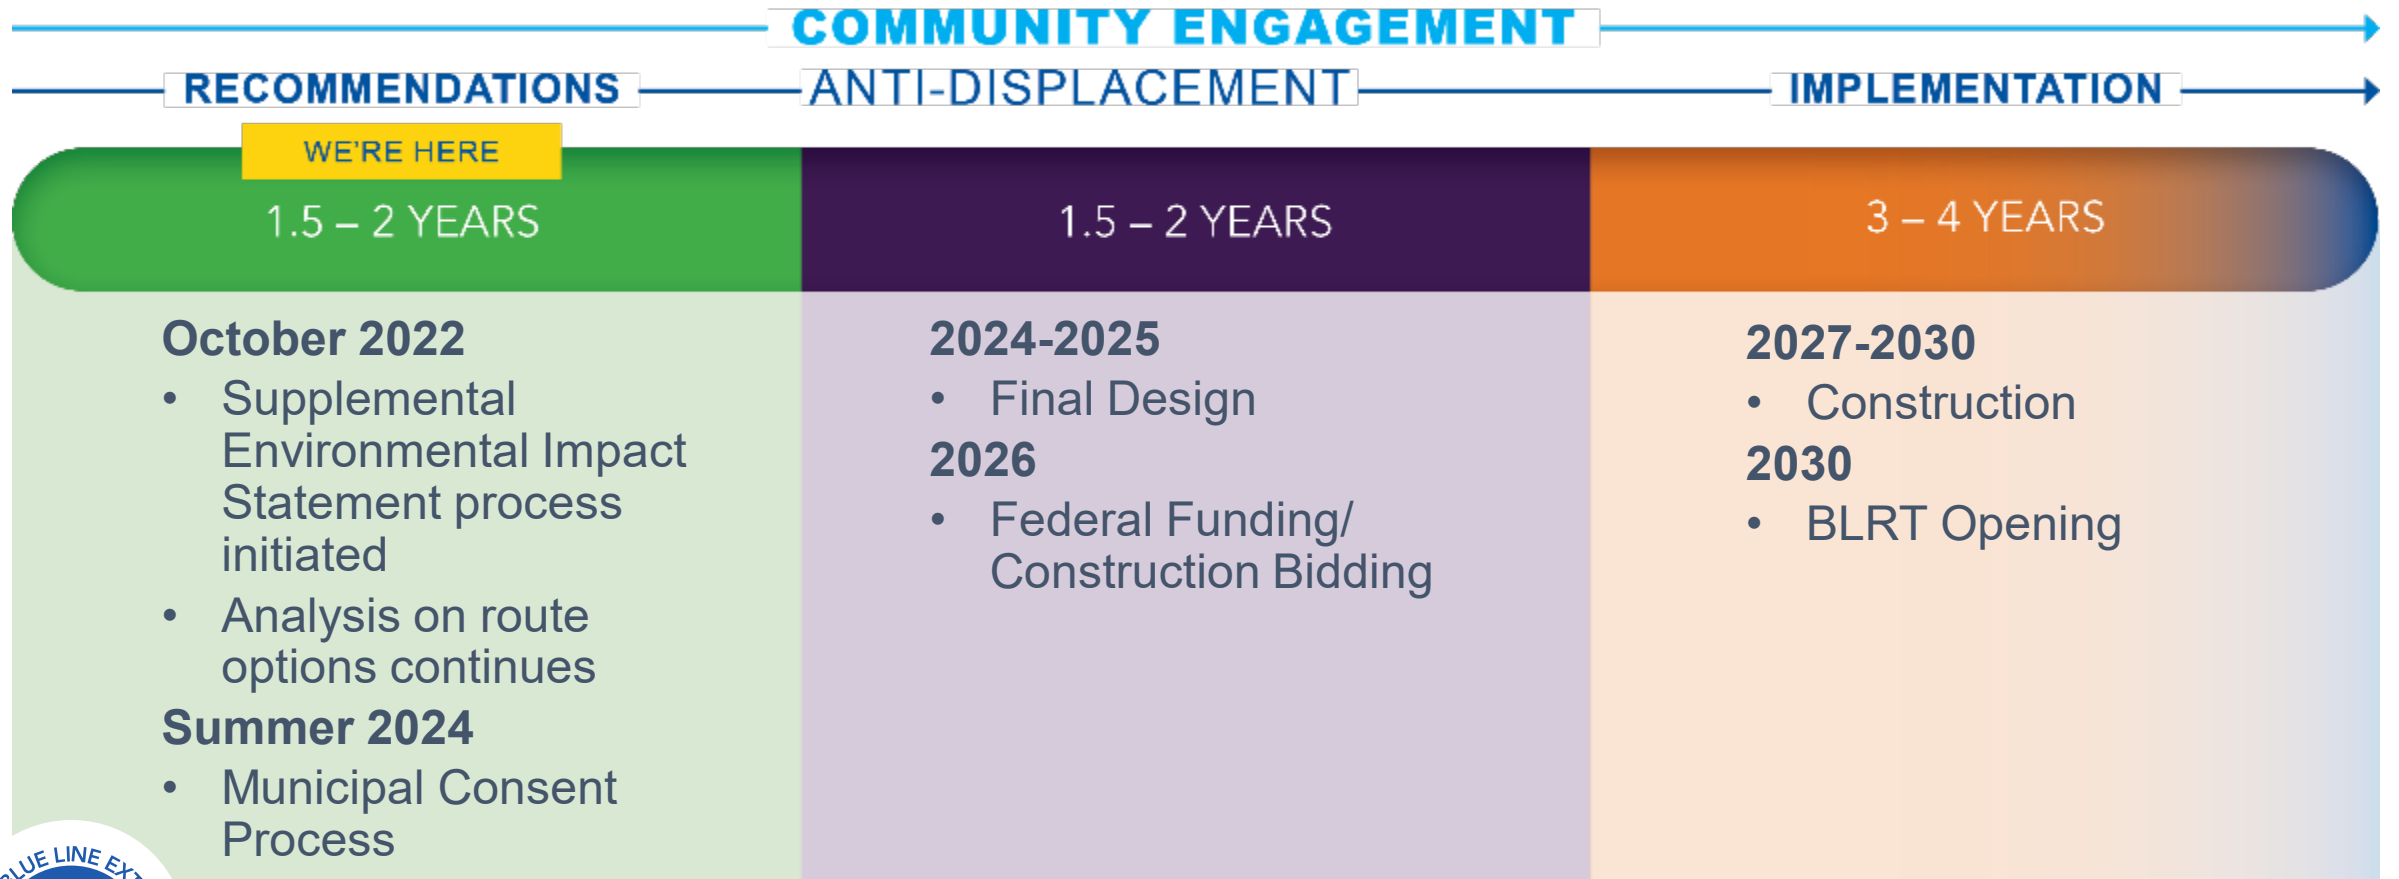 COMMUNITY ENGAGEMENT
RECOMMENDATIONS
ANTI-DISPLACEMENT
IMPLEMENTATION
WE'RE HERE
1.5 – 2 YEARS
October 2022
• Supplemental
Environmental Impact
Statement process
initiated
• Analysis on route
options continues
Summer 2024
• Municipal Consent
Process
1.5 – 2 YEARS
2024-2025
• Final Design
2026
• Federal Funding/
Construction Bidding
3 – 4 YEARS
2027-2030
• Construction
2030
• BLRT Opening
LINE